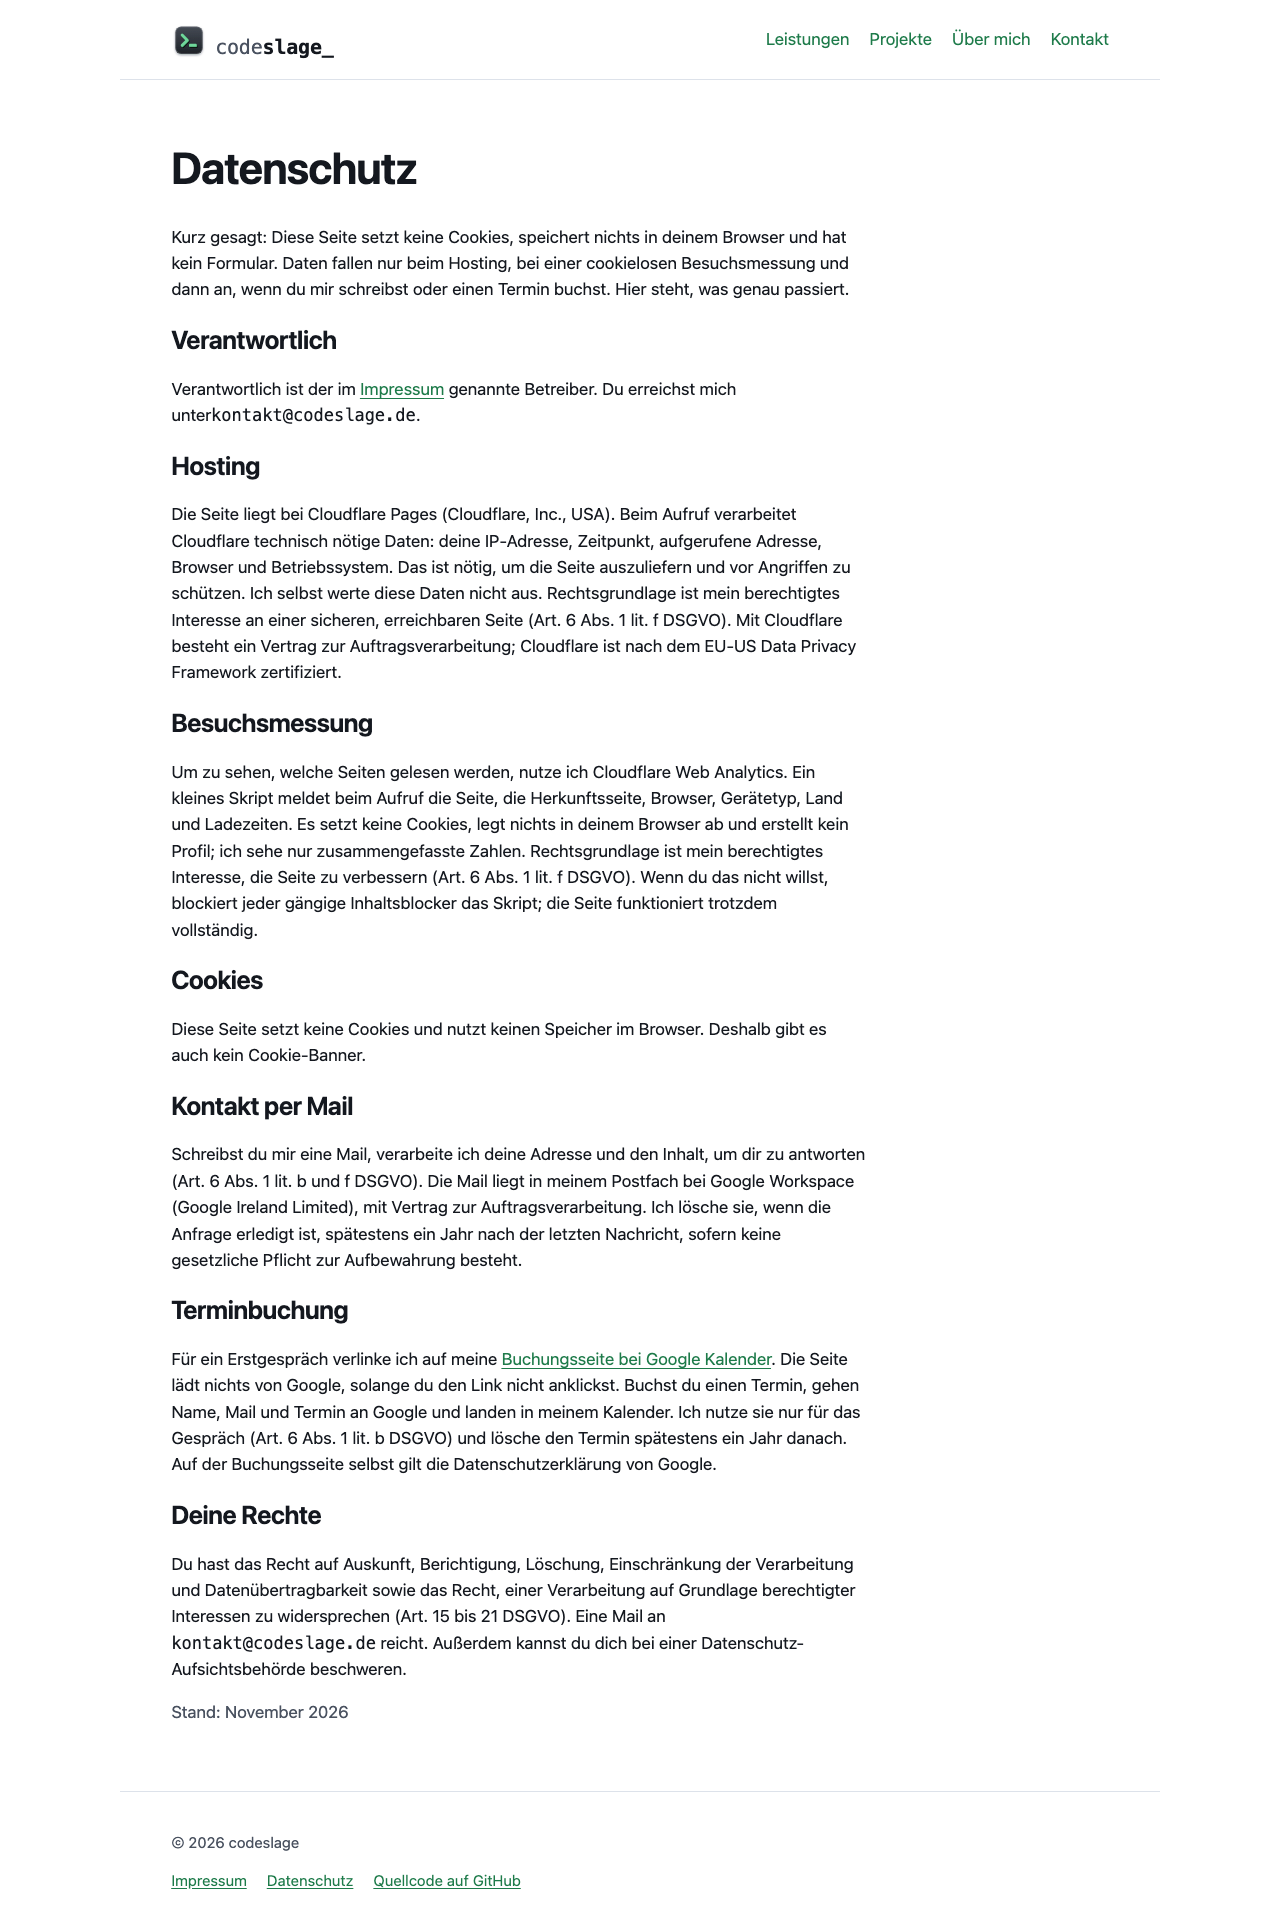 codeslage_
Leistungen Projekte Über mich Kontakt
Datenschutz
Kurz gesagt: Diese Seite setzt keine Cookies, speichert nichts in deinem Browser und hat
kein Formular. Daten fallen nur beim Hosting, bei einer cookielosen Besuchsmessung und
dann an, wenn du mir schreibst oder einen Termin buchst. Hier steht, was genau passiert.
Verantwortlich
Verantwortlich ist der im Impressum genannte Betreiber. Du erreichst mich
unterkontakt@codeslage.de.
Hosting
Die Seite liegt bei Cloudflare Pages (Cloudflare, Inc., USA). Beim Aufruf verarbeitet
Cloudflare technisch nötige Daten: deine IP-Adresse, Zeitpunkt, aufgerufene Adresse,
Browser und Betriebssystem. Das ist nötig, um die Seite auszuliefern und vor Angriffen zu
schützen. Ich selbst werte diese Daten nicht aus. Rechtsgrundlage ist mein berechtigtes
Interesse an einer sicheren, erreichbaren Seite (Art. 6 Abs. 1 lit. f DSGVO). Mit Cloudflare
besteht ein Vertrag zur Auftragsverarbeitung; Cloudflare ist nach dem EU-US Data Privacy
Framework zertifiziert.
Besuchsmessung
Um zu sehen, welche Seiten gelesen werden, nutze ich Cloudflare Web Analytics. Ein
kleines Skript meldet beim Aufruf die Seite, die Herkunftsseite, Browser, Gerätetyp, Land
und Ladezeiten. Es setzt keine Cookies, legt nichts in deinem Browser ab und erstellt kein
Profil; ich sehe nur zusammengefasste Zahlen. Rechtsgrundlage ist mein berechtigtes
Interesse, die Seite zu verbessern (Art. 6 Abs. 1 lit. f DSGVO). Wenn du das nicht willst,
blockiert jeder gängige Inhaltsblocker das Skript; die Seite funktioniert trotzdem
vollständig.
Cookies
Diese Seite setzt keine Cookies und nutzt keinen Speicher im Browser. Deshalb gibt es
auch kein Cookie-Banner.
Kontakt per Mail
Schreibst du mir eine Mail, verarbeite ich deine Adresse und den Inhalt, um dir zu antworten
(Art. 6 Abs. 1 lit. b und f DSGVO). Die Mail liegt in meinem Postfach bei Google Workspace
(Google Ireland Limited), mit Vertrag zur Auftragsverarbeitung. Ich lösche sie, wenn die
Anfrage erledigt ist, spätestens ein Jahr nach der letzten Nachricht, sofern keine
gesetzliche Pflicht zur Aufbewahrung besteht.
Terminbuchung
Für ein Erstgespräch verlinke ich auf meine Buchungsseite bei Google Kalender. Die Seite
lädt nichts von Google, solange du den Link nicht anklickst. Buchst du einen Termin, gehen
Name, Mail und Termin an Google und landen in meinem Kalender. Ich nutze sie nur für das
Gespräch (Art. 6 Abs. 1 lit. b DSGVO) und lösche den Termin spätestens ein Jahr danach.
Auf der Buchungsseite selbst gilt die Datenschutzerklärung von Google.
Deine Rechte
Du hast das Recht auf Auskunft, Berichtigung, Löschung, Einschränkung der Verarbeitung
und Datenübertragbarkeit sowie das Recht, einer Verarbeitung auf Grundlage berechtigter
Interessen zu widersprechen (Art. 15 bis 21 DSGVO). Eine Mail an
kontakt@codeslage.de reicht. Außerdem kannst du dich bei einer Datenschutz-
Aufsichtsbehörde beschweren.
Stand: November 2026
© 2026 codeslage
Impressum Datenschutz Quellcode auf GitHub